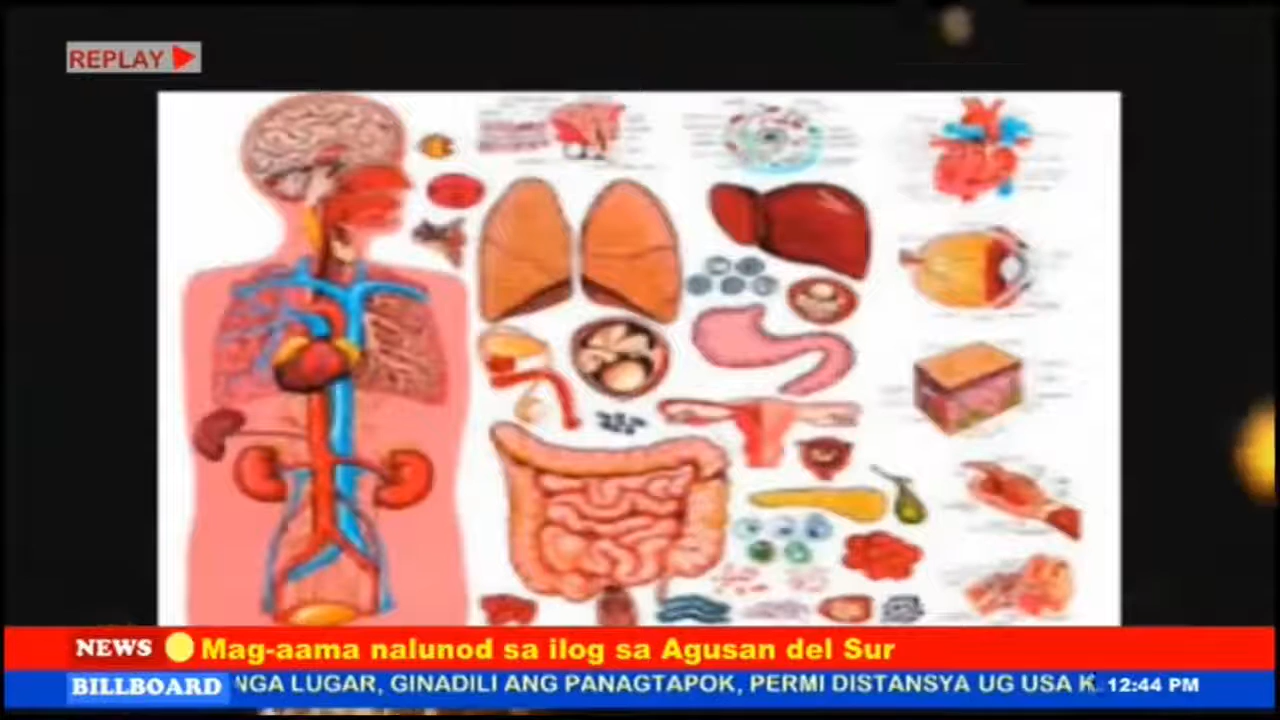 REPLAY
NEWS Mag-aama nalunod sa ilog sa Agusan del Sur
BILLBOARD NGA LUGAR, GINADILI ANG PANAGTAPOK, PERMI DISTANSYA UG USA 12:44 PM